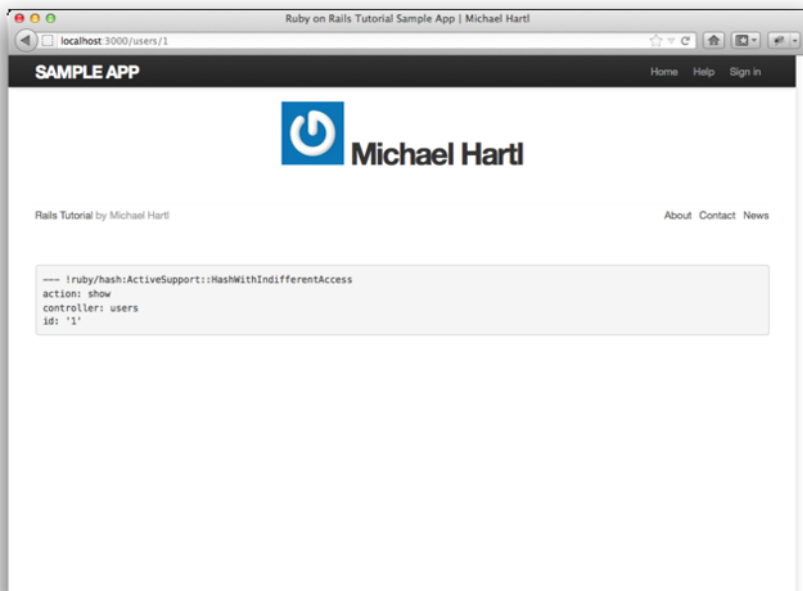 Ruby on Rails Tutorial Sample App | Michael Hartl
localhost:3000/users/1
SAMPLE APP
Home Help Sign in
Michael Hartl
Rails Tutorial by Michael Hartl
About Contact News
--- !ruby/hash:ActiveSupport::HashWithIndifferentAccess
action: show
controller: users
id: '1'